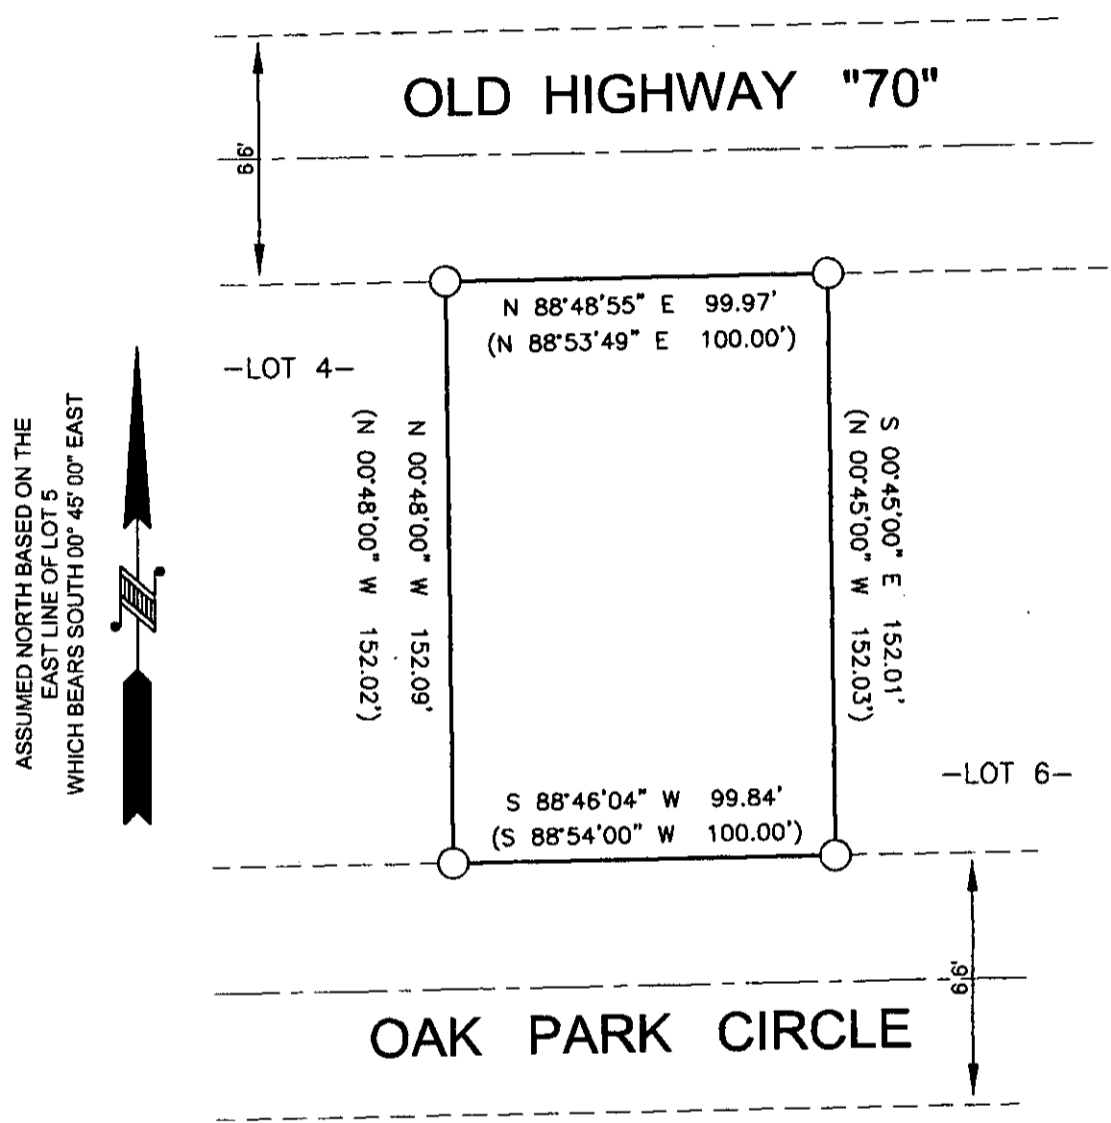 OLD HIGHWAY "70"
66'
N 88°48'55" E 99.97'
(N 88°53'49" E 100.00')
-LOT 4-
ASSUMED NORTH BASED ON THE
EAST LINE OF LOT 5
WHICH BEARS SOUTH 00° 45' 00" EAST
(N 00°48'00" W 152.02')
N 00°48'00" W 152.09'
S 00°45'00" E 152.01'
(N 00°45'00" W 152.03')
-LOT 6-
S 88°46'04" W 99.84'
(S 88°54'00" W 100.00')
66'
OAK PARK CIRCLE